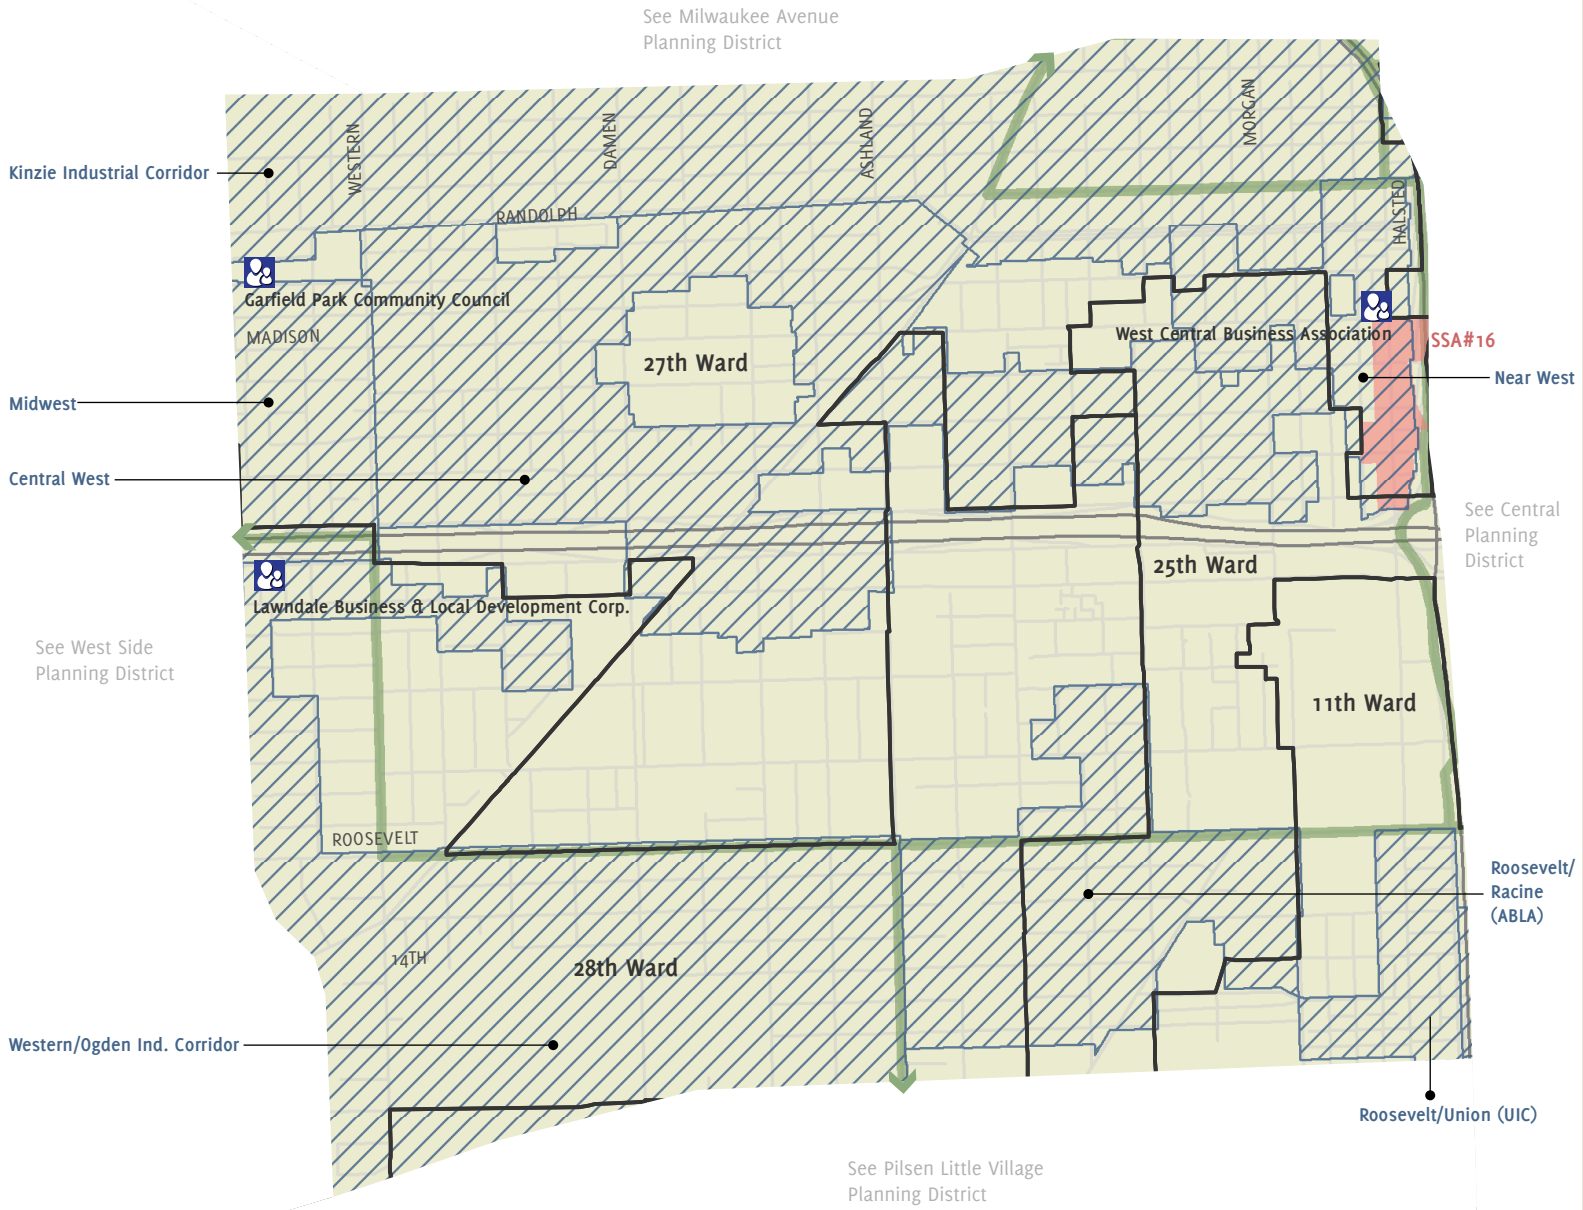 See Milwaukee Avenue
Planning District
WESTERN
DAMEN
ASHLAND
MORGAN
HALSTED
Kinzie Industrial Corridor
RANDOLPH
Garfield Park Community Council
MADISON
West Central Business Association
SSA#16
27th Ward
Near West
Midwest
Central West
See Central
Planning
District
25th Ward
Lawndale Business & Local Development Corp.
See West Side
Planning District
11th Ward
ROOSEVELT
Roosevelt/
Racine
(ABLA)
14TH
28th Ward
Western/Ogden Ind. Corridor
Roosevelt/Union (UIC)
See Pilsen Little Village
Planning District